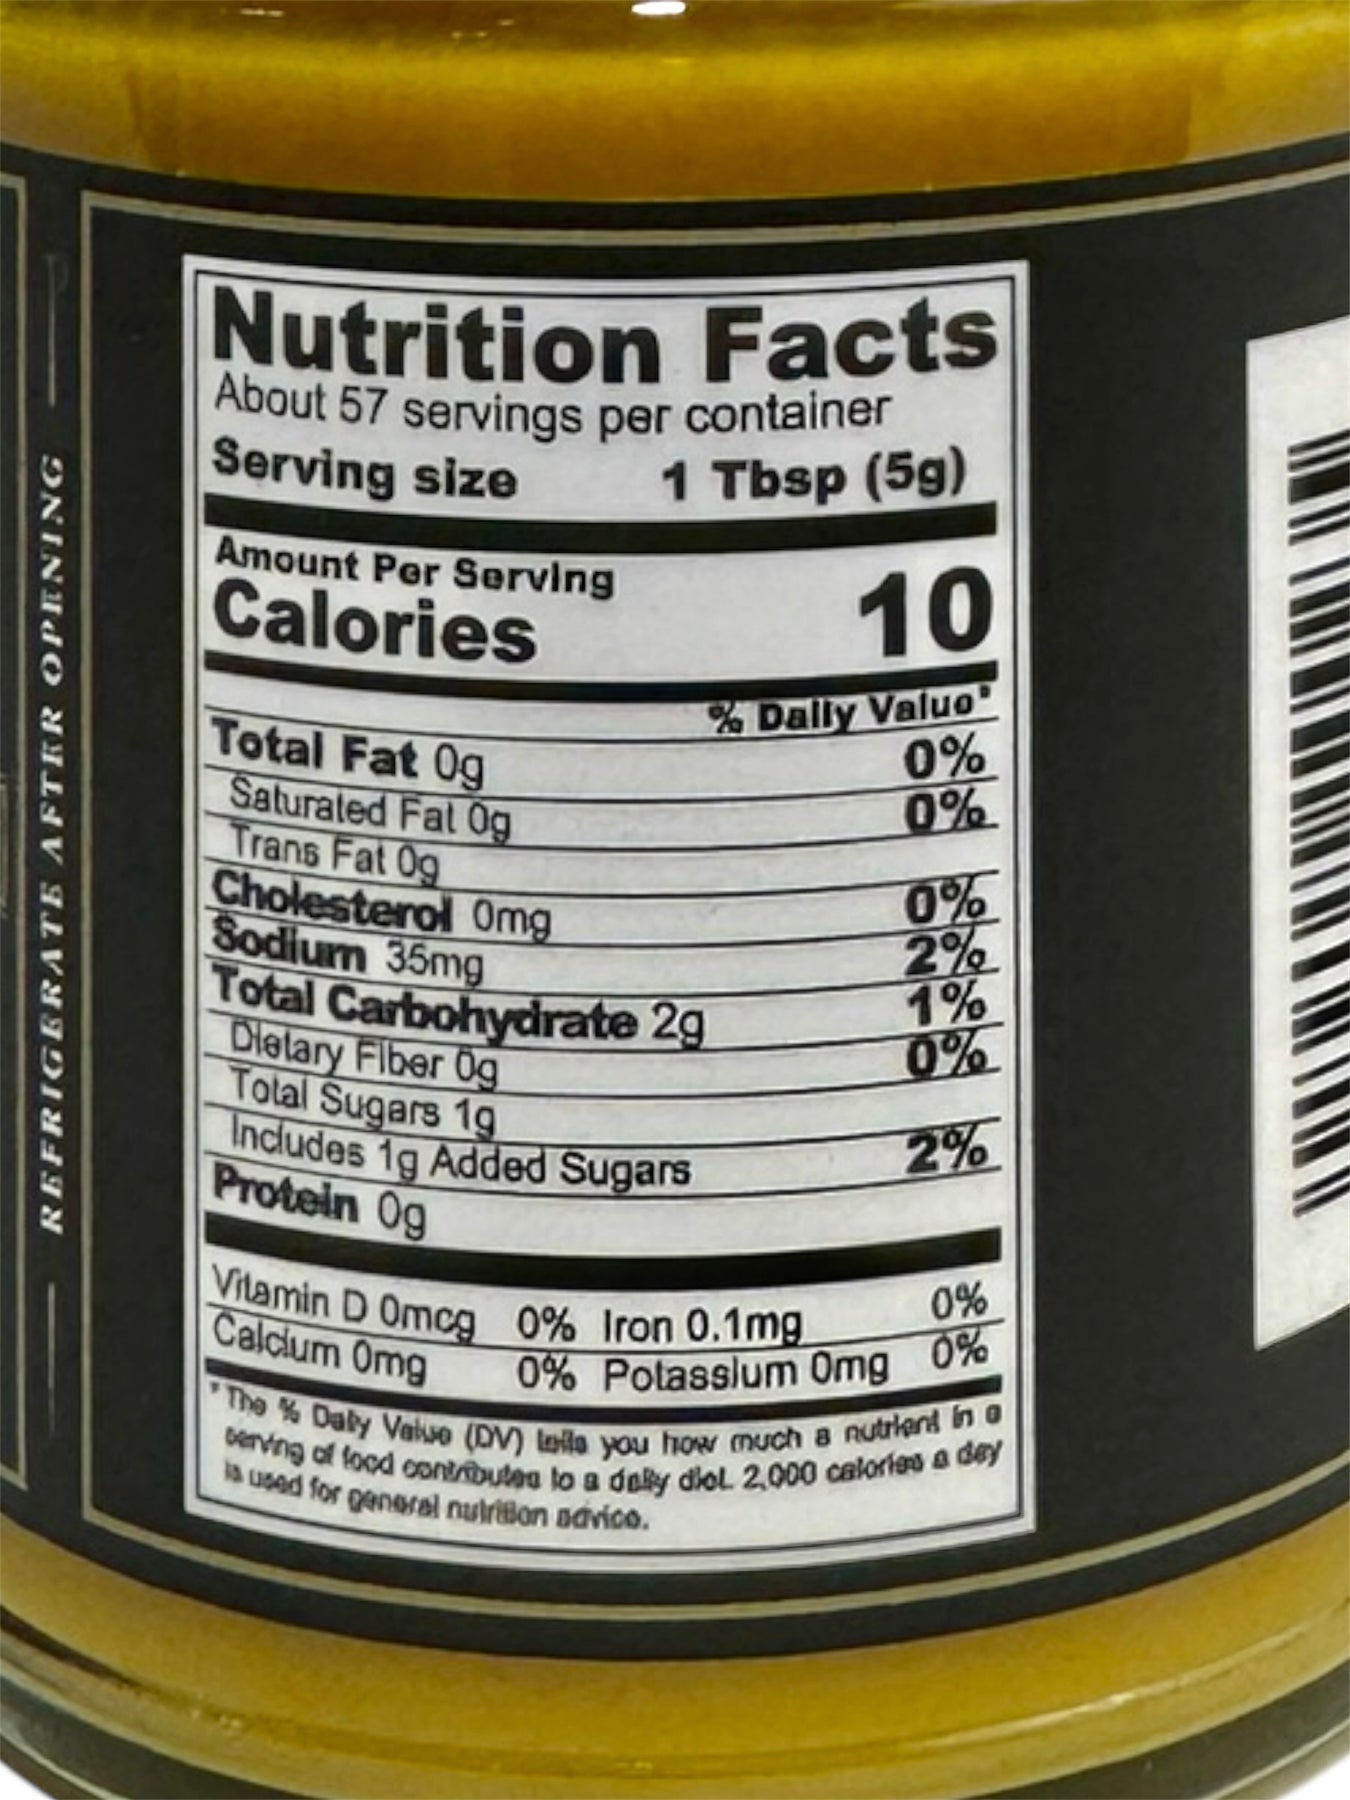 REFRIGERATE AFTER OPENING
Nutrition Facts
About 57 servings per container
Serving size 1 Tbsp (5g)
Amount Per Serving
Calories 10
% Daily Value*
Total Fat 0g 0%
Saturated Fat 0g 0%
Trans Fat 0g
Cholesterol 0mg 0%
Sodium 35mg 2%
Total Carbohydrate 2g 1%
Dietary Fiber 0g 0%
Total Sugars 1g
Includes 1g Added Sugars 2%
Protein 0g
Vitamin D 0mcg 0% Iron 0.1mg 0%
Calcium 0mg 0% Potassium 0mg 0%
*The % Daily Value (DV) tells you how much a nutrient in a
serving of food contributes to a daily diet. 2,000 calories a day
is used for general nutrition advice.